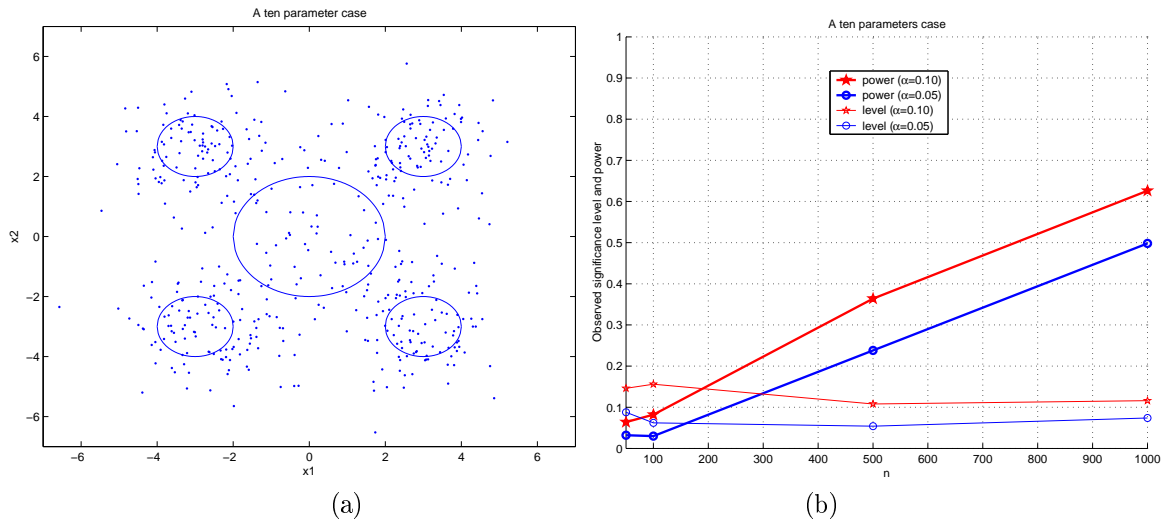 A ten parameter case
6
4
2
0
−2
−4
−6
x2
−6 −4 −2 0 2 4 6
x1
(a)
A ten parameters case
1
0.9
0.8
0.7
0.6
0.5
0.4
0.3
0.2
0.1
0
Observed significance level and power
power (α=0.10)
power (α=0.05)
level (α=0.10)
level (α=0.05)
100 200 300 400 500 600 700 800 900 1000
n
(b)